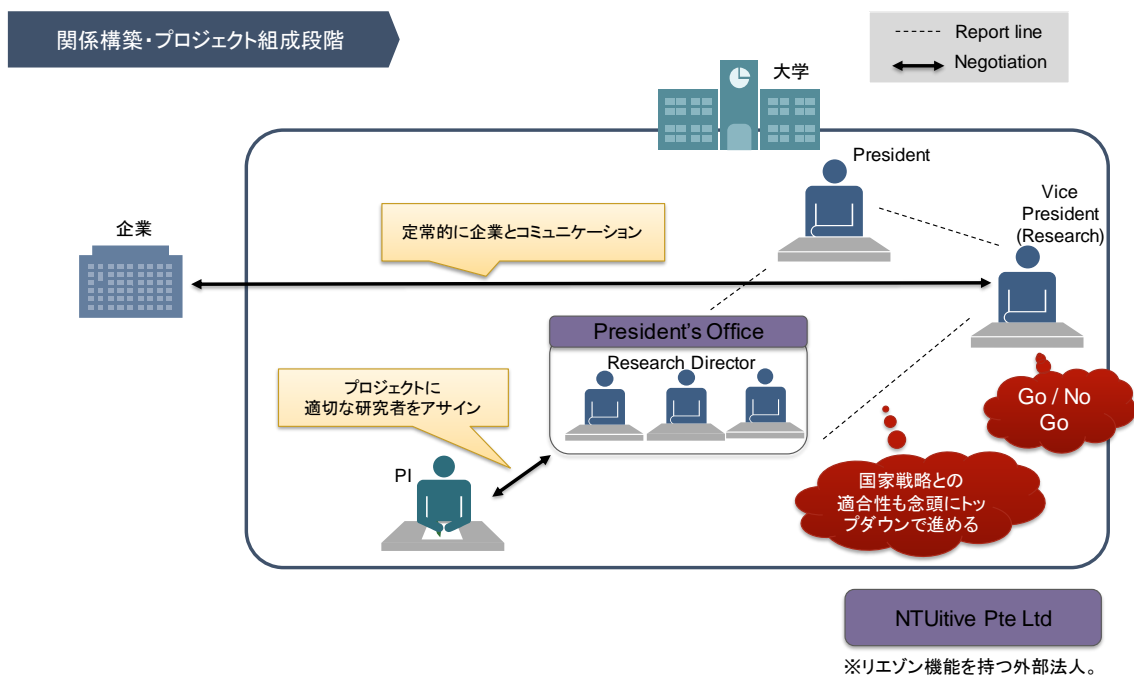 関係構築・プロジェクト組成段階
Report line
Negotiation
大学
President
Vice
President
(Research)
企業
定常的に企業とコミュニケーション
President's Office
Research Director
プロジェクトに
適切な研究者をアサイン
PI
Go / No
Go
国家戦略との
適合性も念頭にトッ
プダウンで進める
NTUitive Pte Ltd
※リエゾン機能を持つ外部法人。